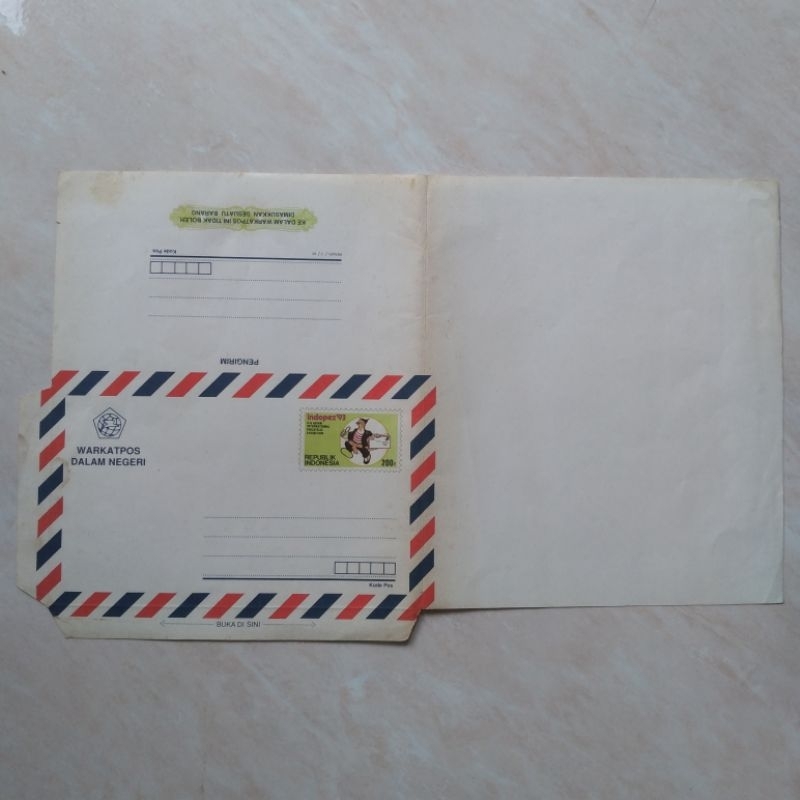 KE DALAM WARKATPOS INI TIDAK BOLEH
DIMASUKKAN SESUATU BARANG
Kode Pos
PENGIRIM
WARKATPOS
DALAM NEGERI
indopex'93
REPUBLIK
INDONESIA
200
Kode Pos
BUKA DI SINI